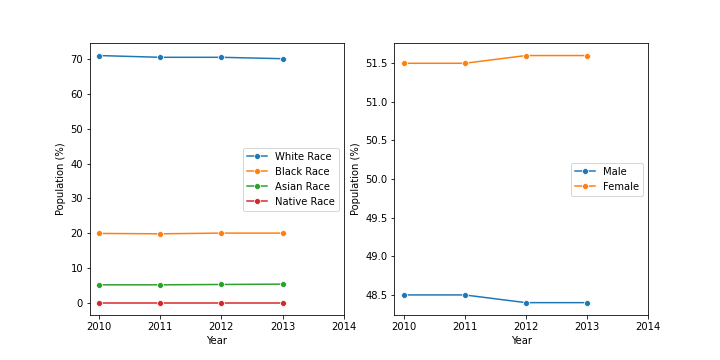 70
60
50
40
30
20
10
0
Population (%)
2010
2011
2012
2013
2014
Year
White Race
Black Race
Asian Race
Native Race
51.5
51.0
50.5
50.0
49.5
49.0
48.5
Population (%)
2010
2011
2012
2013
2014
Year
Male
Female